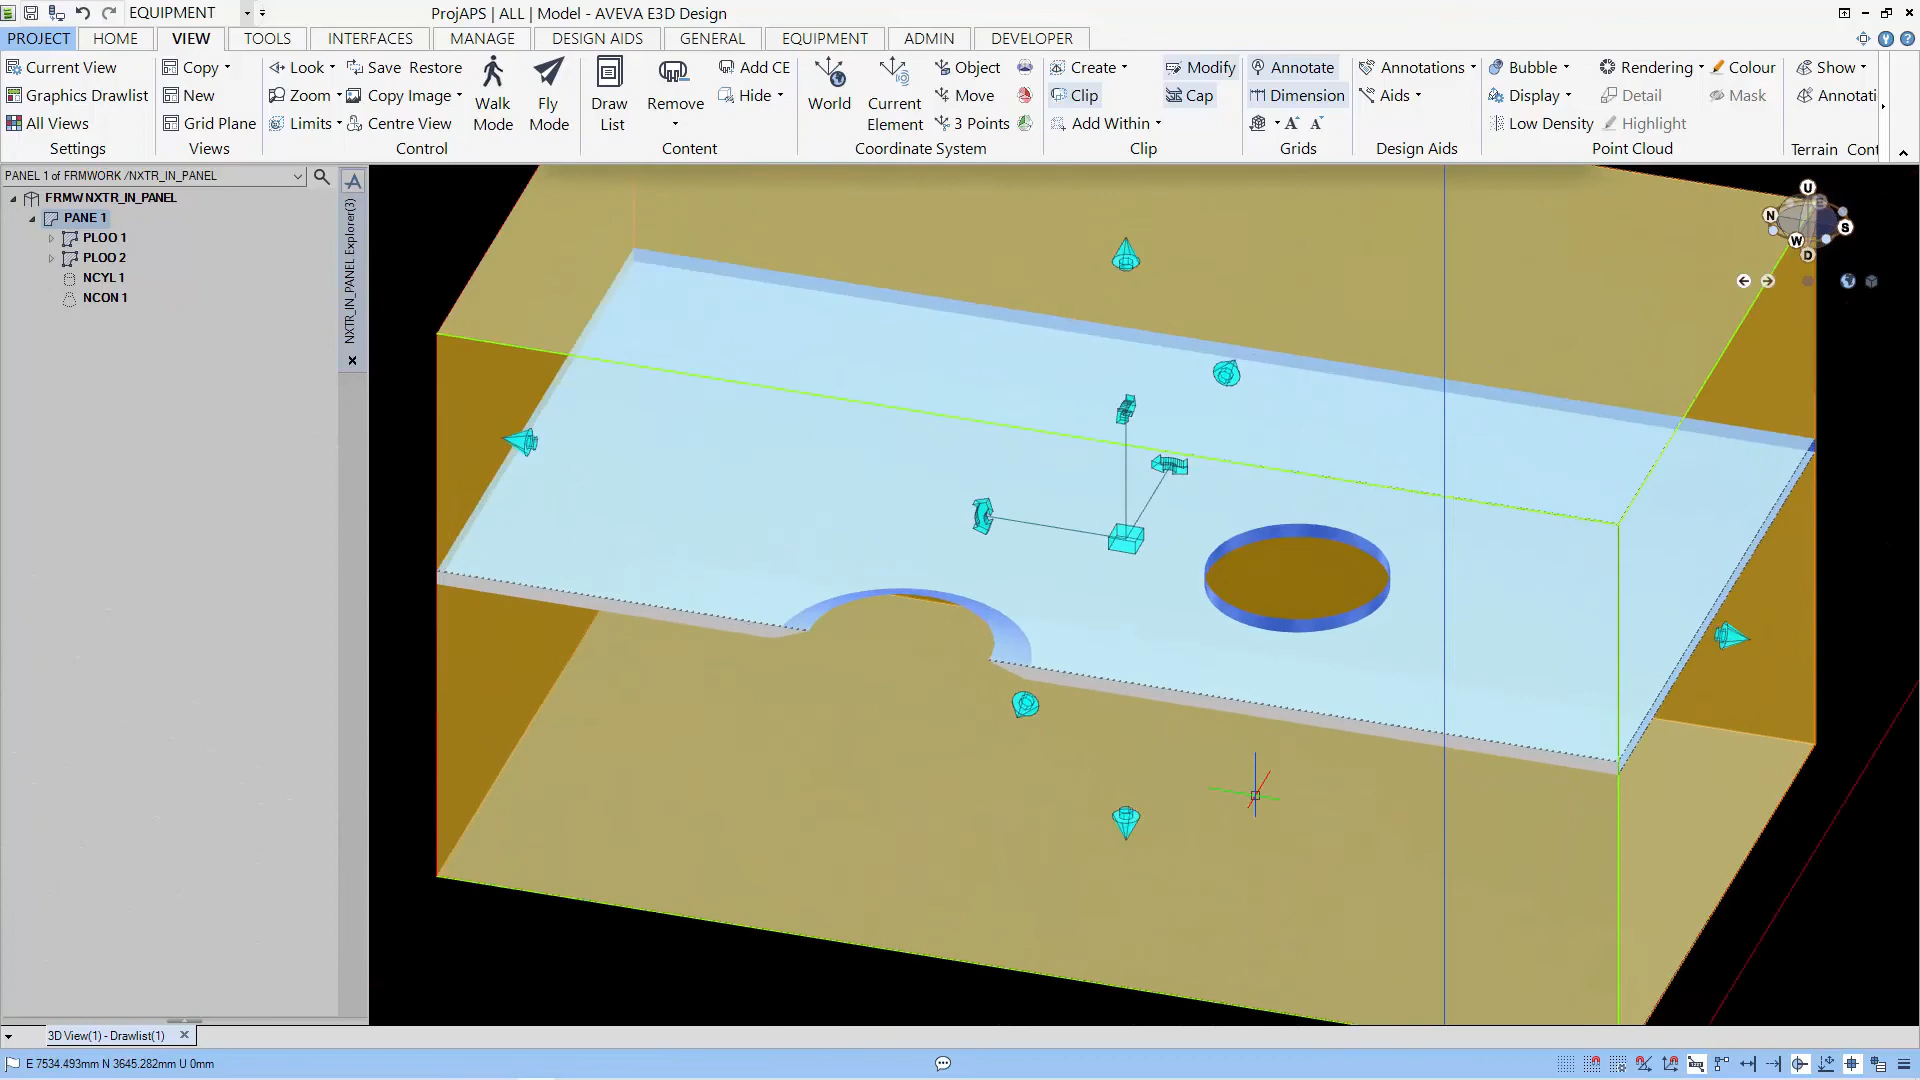 EQUIPMENT
ProjAPS | ALL | Model - AVEVA E3D Design
PROJECT HOME VIEW TOOLS INTERFACES MANAGE DESIGN AIDS GENERAL EQUIPMENT ADMIN DEVELOPER
Current View
Graphics Drawlist
All Views
Settings
Copy
New
Grid Plane
Views
Look Save Restore
Zoom Copy Image
Limits Centre View
Walk Mode
Fly Mode
Control
Draw List
Remove
Add CE
Hide
Content
World
Current Element
Object
Move
3 Points
Coordinate System
Create Modify
Clip Cap
Add Within
Clip
Annotate
Dimension
Grids
Annotations
Aids
Design Aids
Bubble Rendering Colour
Display Detail Mask
Low Density Highlight
Point Cloud
Show
Annotati
Terrain Cont
PANEL 1 of FRMWORK /NXTR_IN_PANEL
FRMW NXTR_IN_PANEL
PANE 1
PLOO 1
PLOO 2
NCYL 1
NCON 1
NXTR_IN_PANEL Explorer(3)
U
N
S
W
D
3D View(1) - Drawlist(1)
E 7534.493mm N 3645.282mm U 0mm